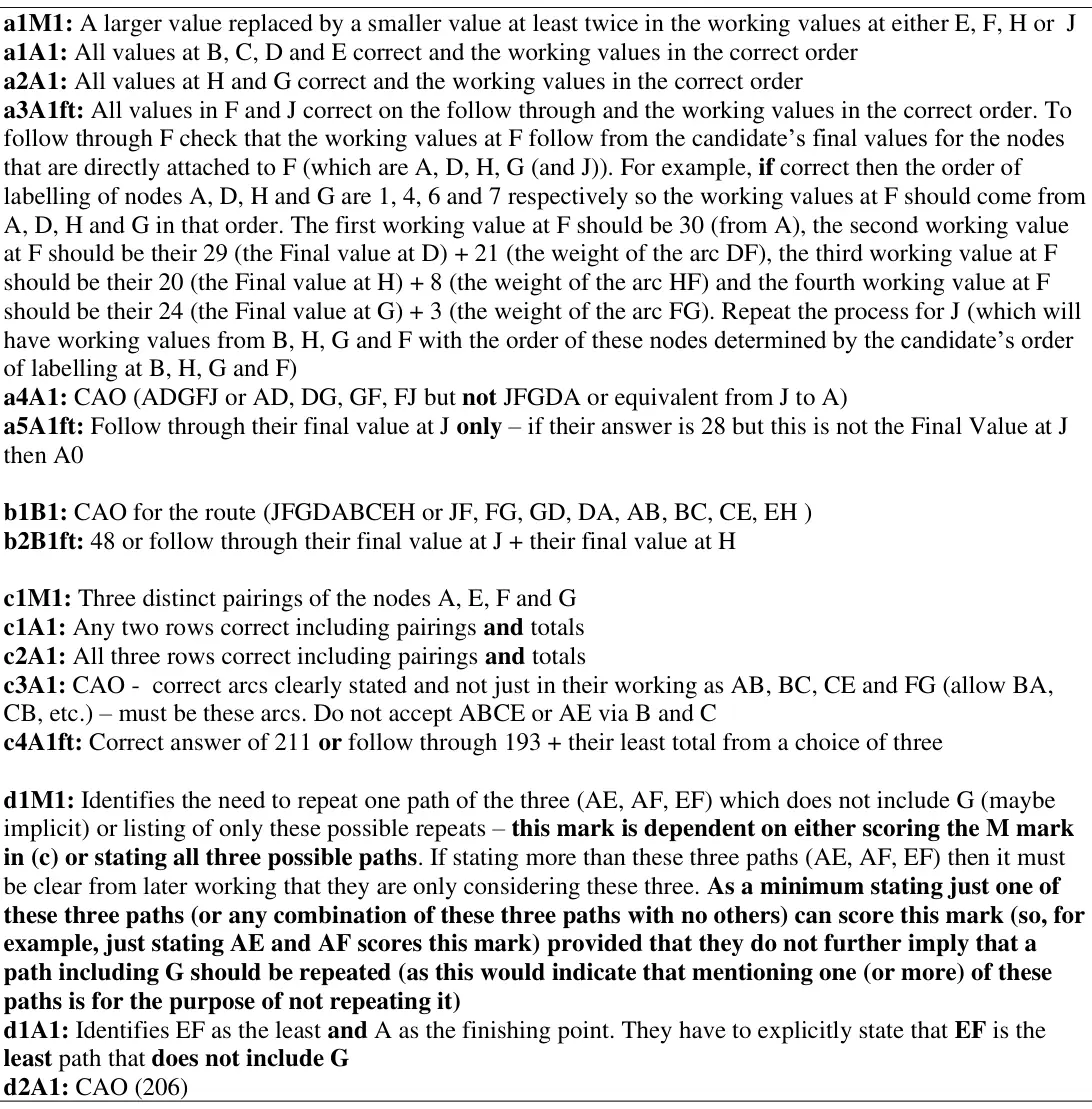 a1M1: A larger value replaced by a smaller value at least twice in the working values at either E, F, H or J
a1A1: All values at B, C, D and E correct and the working values in the correct order
a2A1: All values at H and G correct and the working values in the correct order
a3A1ft: All values in F and J correct on the follow through and the working values in the correct order. To
follow through F check that the working values at F follow from the candidate's final values for the nodes
that are directly attached to F (which are A, D, H, G (and J)). For example, if correct then the order of
labelling of nodes A, D, H and G are 1, 4, 6 and 7 respectively so the working values at F should come from
A, D, H and G in that order. The first working value at F should be 30 (from A), the second working value
at F should be their 29 (the Final value at D) + 21 (the weight of the arc DF), the third working value at F
should be their 20 (the Final value at H) + 8 (the weight of the arc HF) and the fourth working value at F
should be their 24 (the Final value at G) + 3 (the weight of the arc FG). Repeat the process for J (which will
have working values from B, H, G and F with the order of these nodes determined by the candidate's order
of labelling at B, H, G and F)
a4A1: CAO (ADGFJ or AD, DG, GF, FJ but not JFGDA or equivalent from J to A)
a5A1ft: Follow through their final value at J only – if their answer is 28 but this is not the Final Value at J
then A0
b1B1: CAO for the route (JFGDABCEH or JF, FG, GD, DA, AB, BC, CE, EH )
b2B1ft: 48 or follow through their final value at J + their final value at H
c1M1: Three distinct pairings of the nodes A, E, F and G
c1A1: Any two rows correct including pairings and totals
c2A1: All three rows correct including pairings and totals
c3A1: CAO - correct arcs clearly stated and not just in their working as AB, BC, CE and FG (allow BA,
CB, etc.) – must be these arcs. Do not accept ABCE or AE via B and C
c4A1ft: Correct answer of 211 or follow through 193 + their least total from a choice of three
d1M1: Identifies the need to repeat one path of the three (AE, AF, EF) which does not include G (maybe
implicit) or listing of only these possible repeats – this mark is dependent on either scoring the M mark
in (c) or stating all three possible paths. If stating more than these three paths (AE, AF, EF) then it must
be clear from later working that they are only considering these three. As a minimum stating just one of
these three paths (or any combination of these three paths with no others) can score this mark (so, for
example, just stating AE and AF scores this mark) provided that they do not further imply that a
path including G should be repeated (as this would indicate that mentioning one (or more) of these
paths is for the purpose of not repeating it)
d1A1: Identifies EF as the least and A as the finishing point. They have to explicitly state that EF is the
least path that does not include G
d2A1: CAO (206)